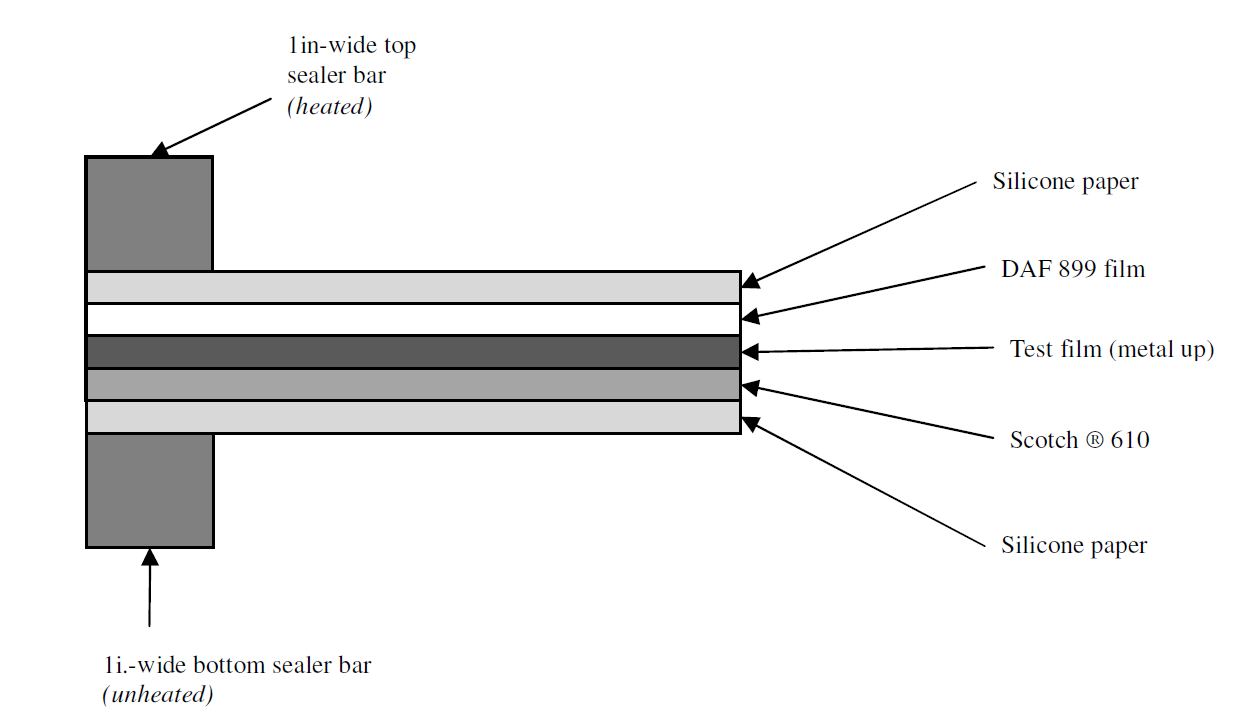 1in-wide top
sealer bar
(heated)
Silicone paper
DAF 899 film
Test film (metal up)
Scotch ® 610
Silicone paper
1i.-wide bottom sealer bar
(unheated)